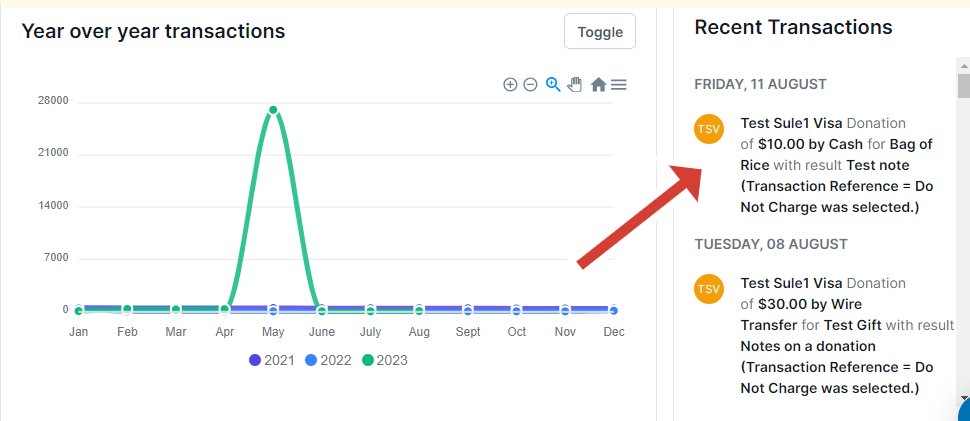 Year over year transactions
Toggle
28000
21000
14000
7000
0
Jan Feb Mar Apr May June July Aug Sept Oct Nov Dec
2021 2022 2023
Recent Transactions
FRIDAY, 11 AUGUST
TSV
Test Sule1 Visa Donation
of $10.00 by Cash for Bag of
Rice with result Test note
(Transaction Reference = Do
Not Charge was selected.)
TUESDAY, 08 AUGUST
TSV
Test Sule1 Visa Donation
of $30.00 by Wire
Transfer for Test Gift with result
Notes on a donation
(Transaction Reference = Do
Not Charge was selected.)